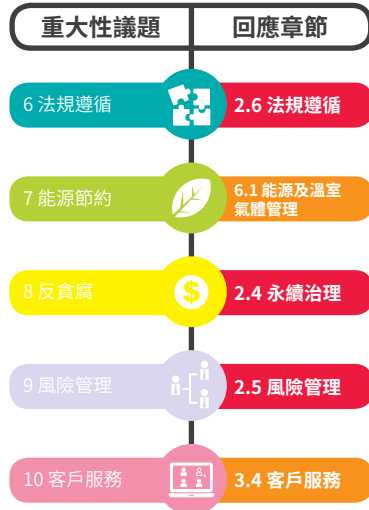 重大性議題 回應章節
6 法規遵循 2.6 法規遵循
7 能源節約 6.1 能源及溫室
氣體管理
8 反貪腐 $ 2.4 永續治理
9 風險管理 2.5 風險管理
10 客戶服務 3.4 客戶服務